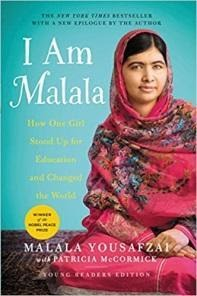 THE NEW YORK TIMES BESTSELLER
WITH A NEW EPILOGUE BY THE AUTHOR
I Am
Malala
How One Girl
Stood Up for
Education
and Changed
the World
WINNER
of the
NOBEL PEACE
PRIZE
MALALA YOUSAFZAI
with PATRICIA McCORMICK
YOUNG READERS EDITION